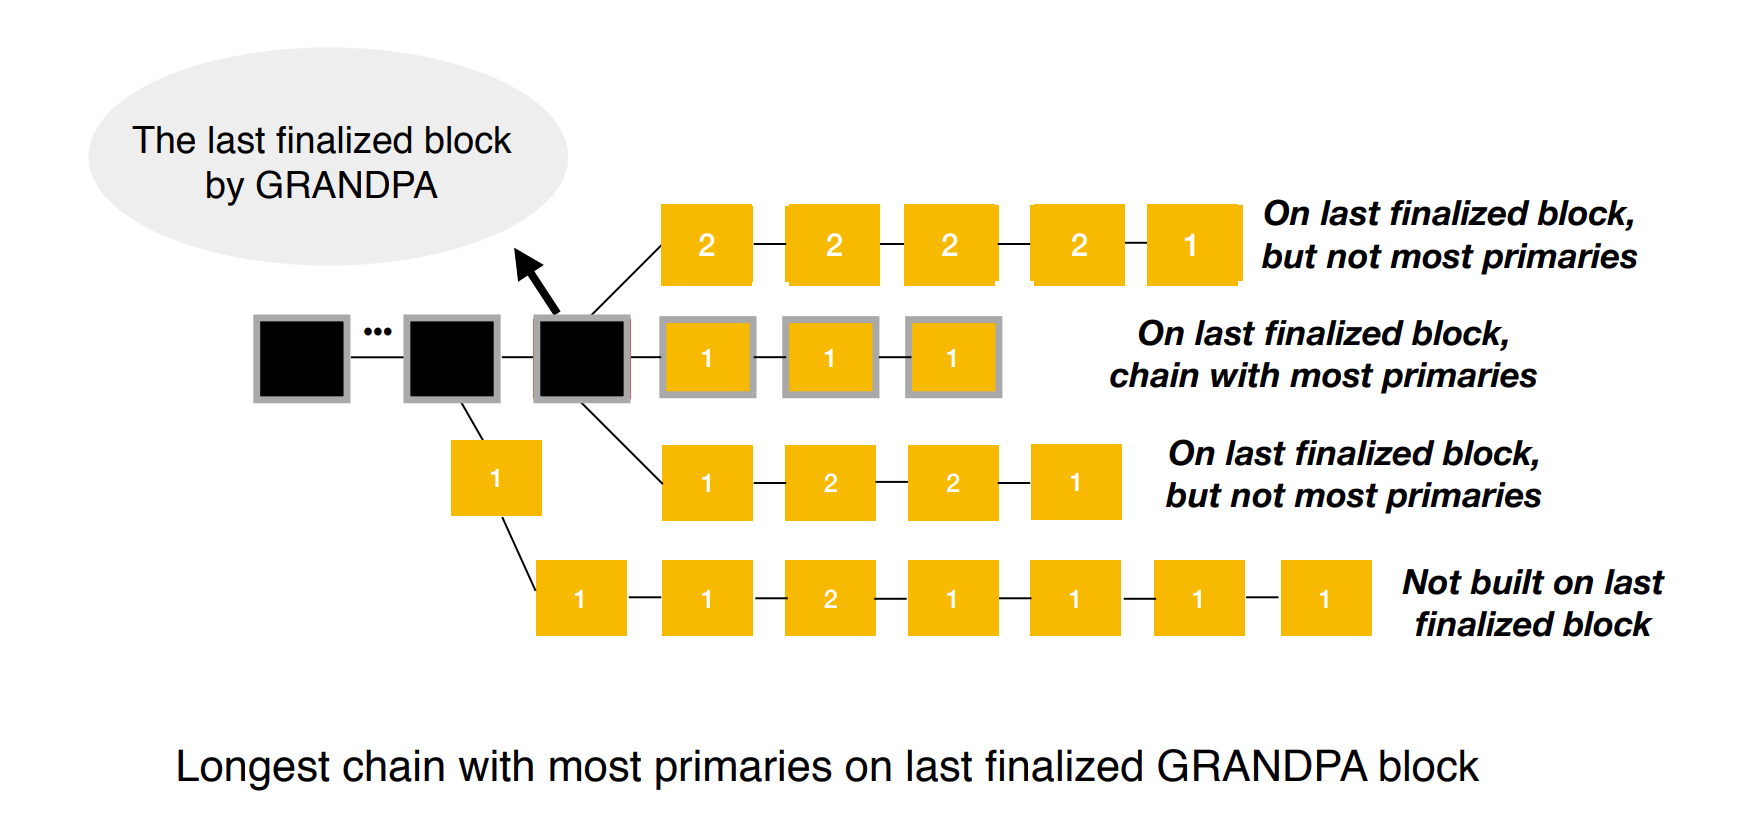 The last finalized block
by GRANDPA
2 2 2 2 1
On last finalized block,
but not most primaries
...
1 1 1
On last finalized block,
chain with most primaries
1
1 2 2 1
On last finalized block,
but not most primaries
1 1 2 1 1 1 1
Not built on last
finalized block
Longest chain with most primaries on last finalized GRANDPA block